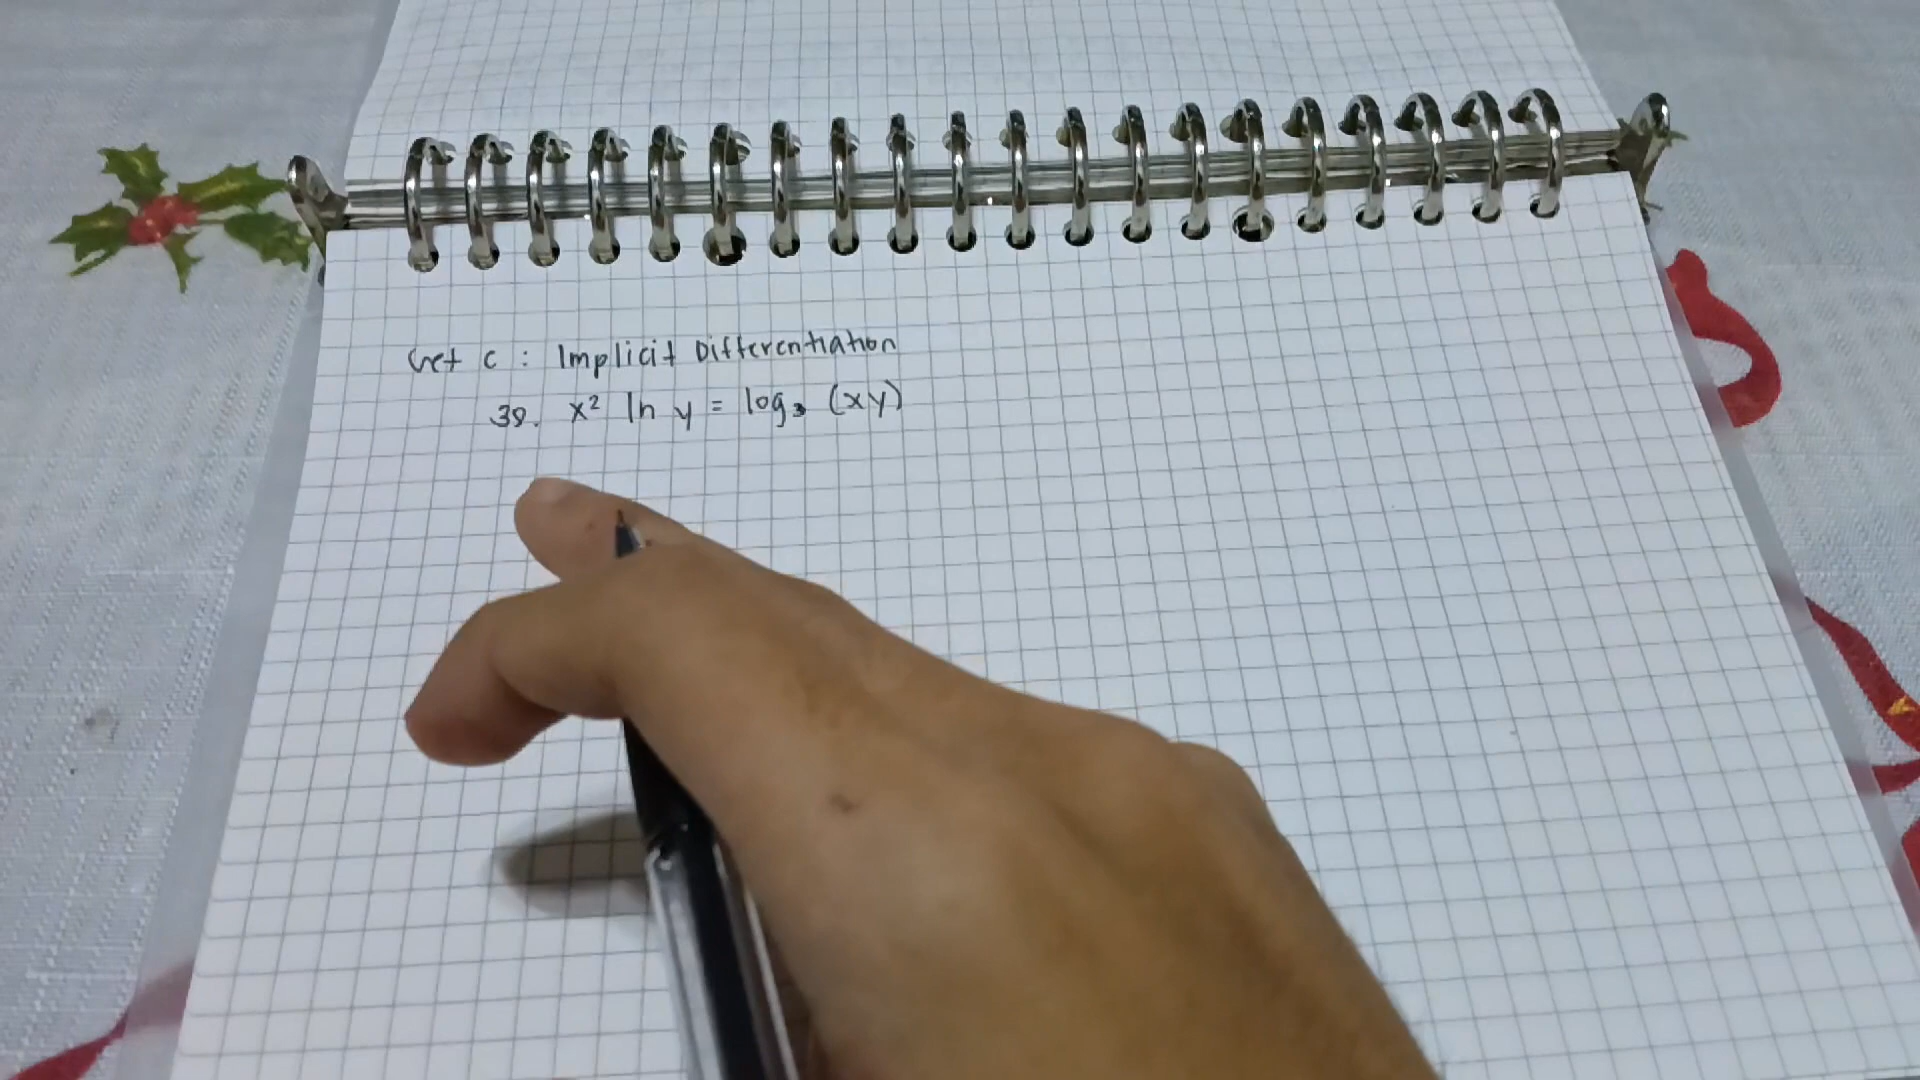 Set C : Implicit Differentiation
38. x² ln y = log₃ (xy)